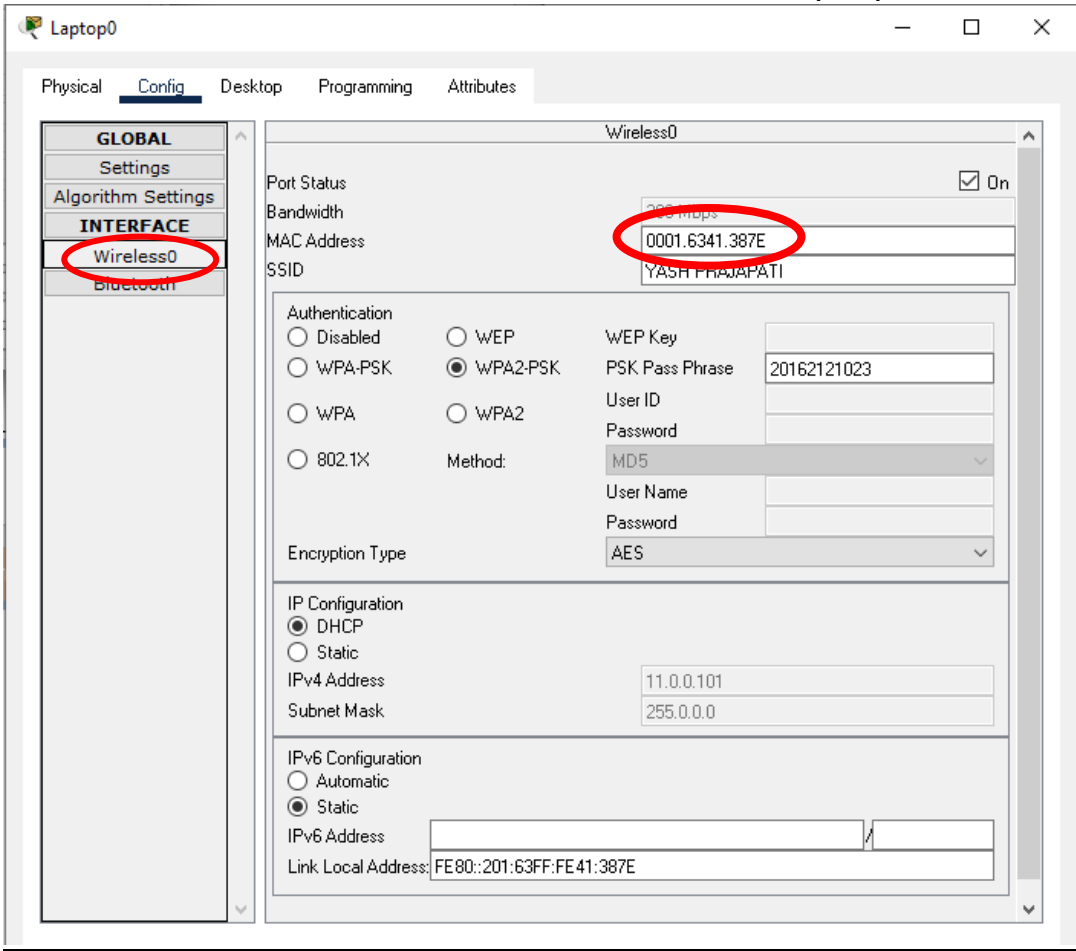 Laptop0
Physical Config Desktop Programming Attributes
GLOBAL
Settings
Algorithm Settings
INTERFACE
Wireless0
Bluetooth
Wireless0
Port Status On
Bandwidth Mbps
MAC Address 0001.6341.387E
SSID YASH PRAJAPATI
Authentication
Disabled WEP WEP Key
WPA-PSK WPA2-PSK PSK Pass Phrase 20162121023
User ID
WPA WPA2
Password
802.1X Method: MD5
User Name
Password
Encryption Type AES
IP Configuration
DHCP
Static
IPv4 Address 11.0.0.101
Subnet Mask 255.0.0.0
IPv6 Configuration
Automatic
Static
IPv6 Address /
Link Local Address: FE80::201:63FF:FE41:387E